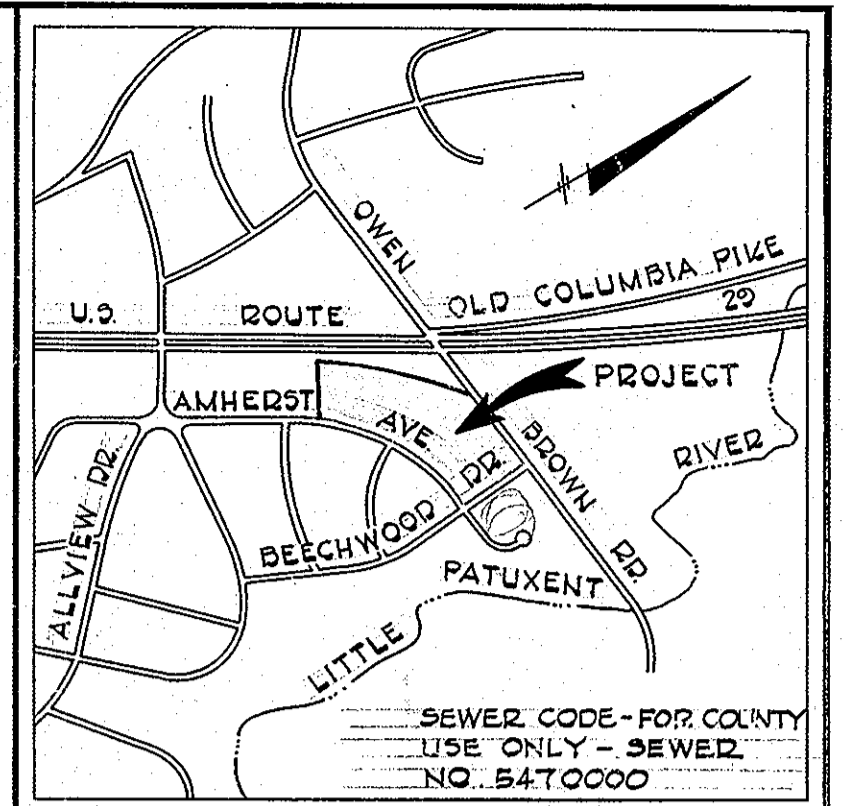 OWEN
OLD COLUMBIA PIKE
U.S. ROUTE 29
PROJECT
AMHERST AVE.
BROWN RD.
RIVER
ALLVIEW DR.
BEECHWOOD DR.
PATUXENT
LITTLE
SEWER CODE - FOR COUNTY
USE ONLY - SEWER
NO. 5470000